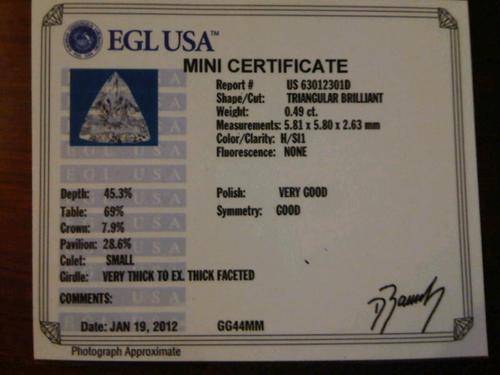 EGL USA™
MINI CERTIFICATE
Report # US 63012301D
Shape/Cut: TRIANGULAR BRILLIANT
Weight: 0.49 ct.
Measurements: 5.81 x 5.80 x 2.63 mm
Color/Clarity: H/SI1
Fluorescence: NONE
EGL USA
Depth: 45.3%
Table: 69%
Crown: 7.9%
Pavilion: 28.6%
Culet: SMALL
Girdle: VERY THICK TO EX. THICK FACETED
Polish: VERY GOOD
Symmetry: GOOD
COMMENTS:
Date: JAN 19, 2012 GG44MM
Photograph Approximate